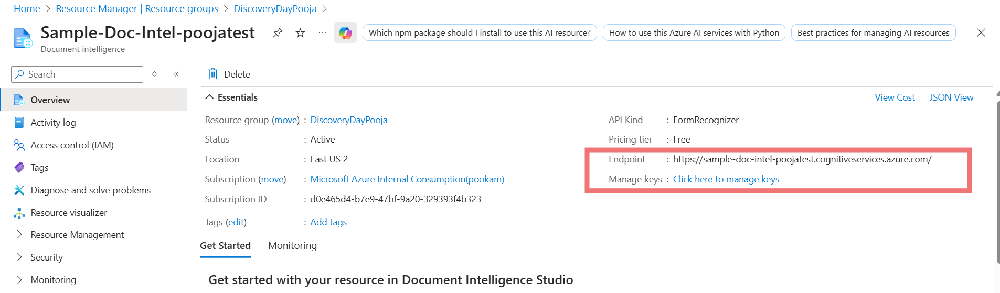 Home > Resource Manager | Resource groups > DiscoveryDayPooja >
Sample-Doc-Intel-poojatest
Document intelligence
Which npm package should I install to use this AI resource?
How to use this Azure AI services with Python
Best practices for managing AI resources
Search
Overview
Activity log
Access control (IAM)
Tags
Diagnose and solve problems
Resource visualizer
Resource Management
Security
Monitoring
Delete
Essentials
View Cost
JSON View
Resource group (move) : DiscoveryDayPooja
Status : Active
Location : East US 2
Subscription (move) : Microsoft Azure Internal Consumption(pookam)
Subscription ID : d0e465d4-b7e9-47bf-9a20-329393f4b323
Tags (edit) : Add tags
API Kind : FormRecognizer
Pricing tier : Free
Endpoint : https://sample-doc-intel-poojatest.cognitiveservices.azure.com/
Manage keys : Click here to manage keys
Get Started
Monitoring
Get started with your resource in Document Intelligence Studio